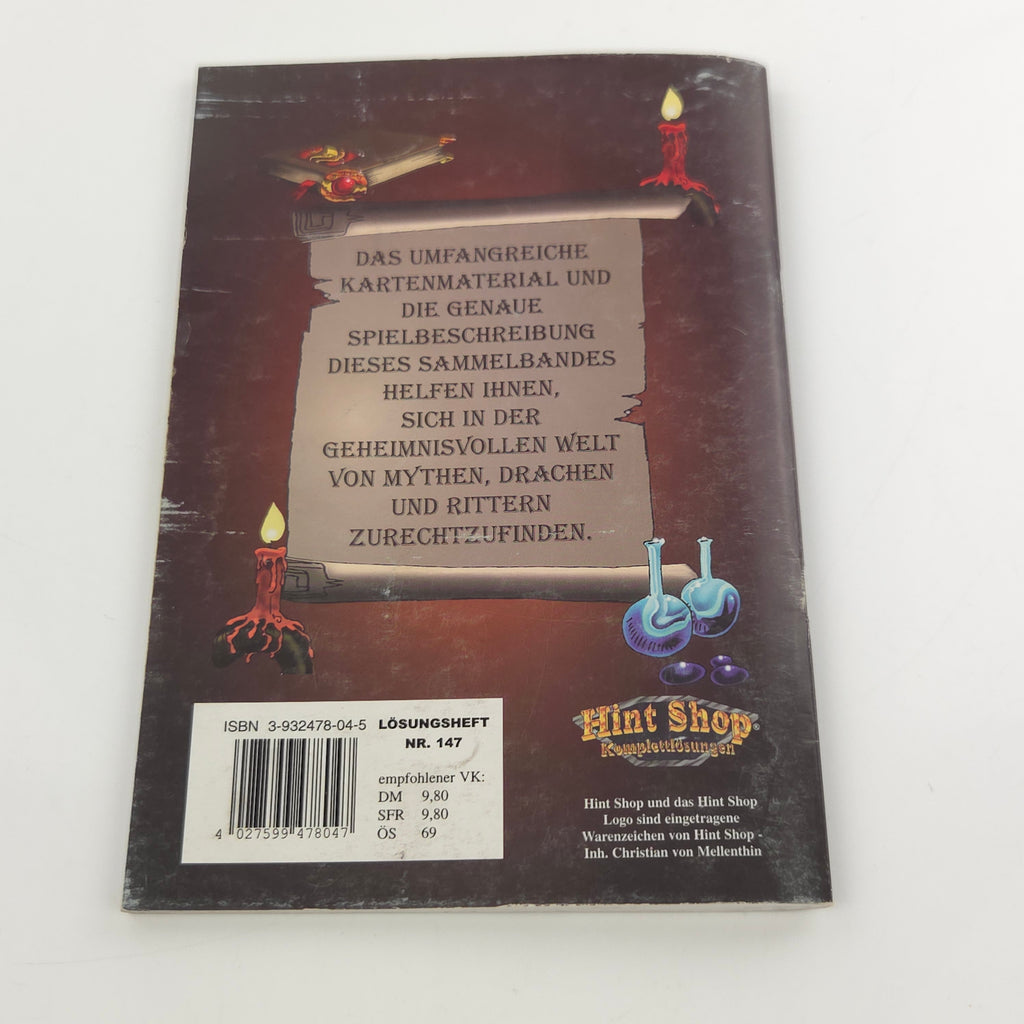 DAS UMFANGREICHE
KARTENMATERIAL UND
DIE GENAUE
SPIELBESCHREIBUNG
DIESES SAMMELBANDES
HELFEN IHNEN,
SICH IN DER
GEHEIMNISVOLLEN WELT
VON MYTHEN, DRACHEN
UND RITTERN
ZURECHTZUFINDEN.
ISBN 3-932478-04-5 LÖSUNGSHEFT
NR. 147
empfohlener VK:
DM 9,80
SFR 9,80
ÖS 69
4 027599 478047
Hint Shop®
Komplettlösungen
Hint Shop und das Hint Shop
Logo sind eingetragene
Warenzeichen von Hint Shop -
Inh. Christian von Mellenthin